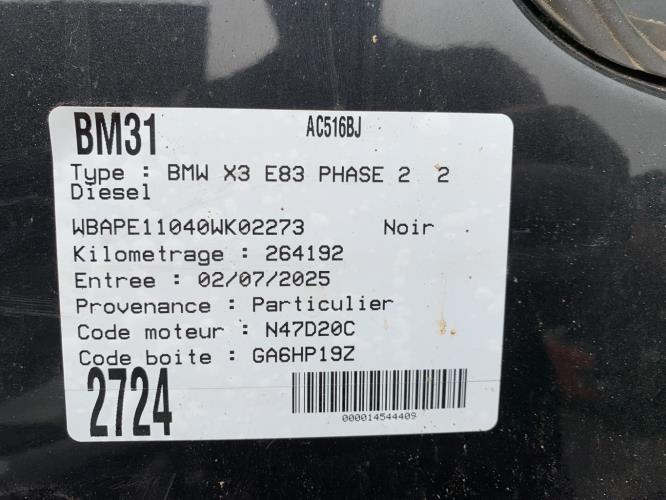 BM31 AC516BJ
Type : BMW X3 E83 PHASE 2 2
Diesel
WBAPE11040WK02273 Noir
Kilometrage : 264192
Entree : 02/07/2025
Provenance : Particulier
Code moteur : N47D20C
Code boite : GA6HP19Z
2724
000014544409